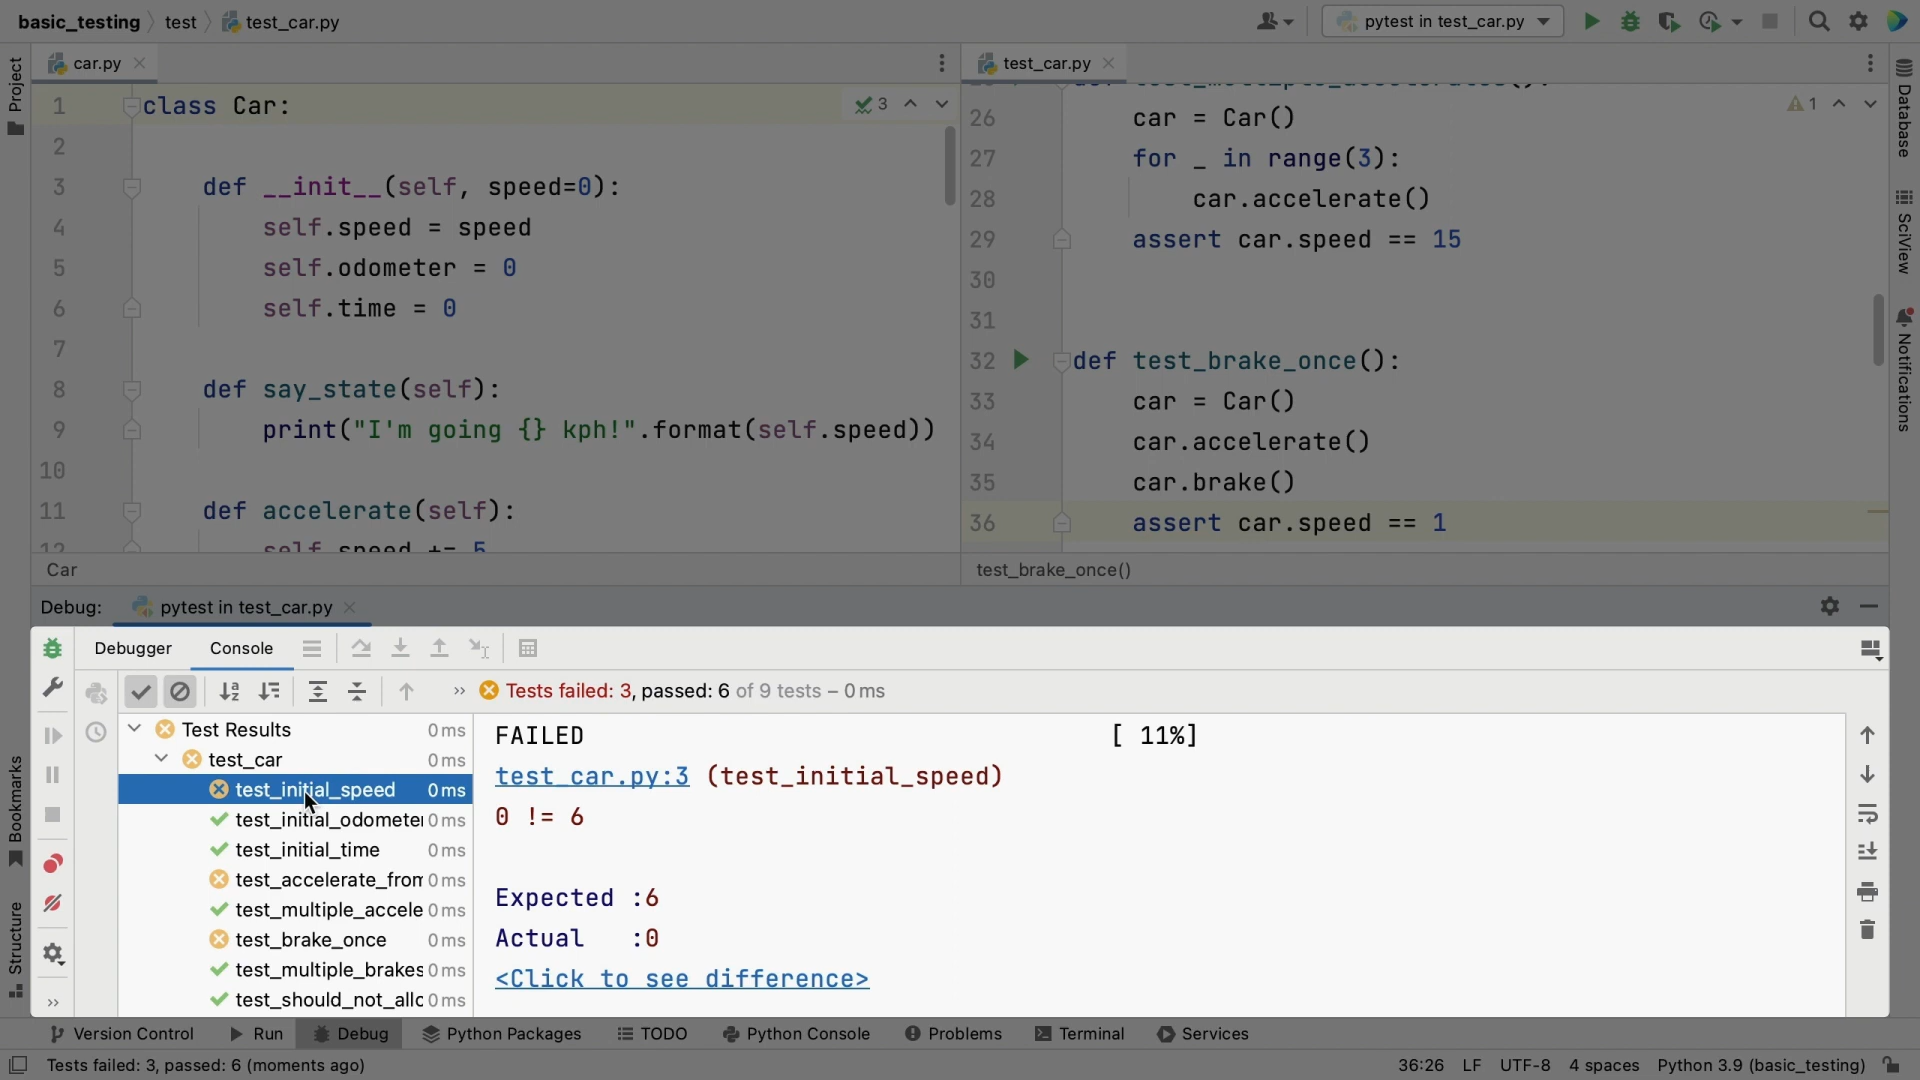 basic_testing test test_car.py
pytest in test_car.py
Project
car.py
test_car.py
1 class Car:
3
2
3 def __init__(self, speed=0):
4 self.speed = speed
5 self.odometer = 0
6 self.time = 0
7
8 def say_state(self):
9 print("I'm going {} kph!".format(self.speed))
10
11 def accelerate(self):
12 self.speed += 5
Car
1
26 car = Car()
27 for _ in range(3):
28 car.accelerate()
29 assert car.speed == 15
30
31
32 def test_brake_once():
33 car = Car()
34 car.accelerate()
35 car.brake()
36 assert car.speed == 1
test_brake_once()
Database
SciView
Notifications
Debug: pytest in test_car.py
Debugger Console
Tests failed: 3, passed: 6 of 9 tests – 0 ms
Test Results 0 ms
test_car 0 ms
test_initial_speed 0 ms
test_initial_odometer 0 ms
test_initial_time 0 ms
test_accelerate_from 0 ms
test_multiple_accele 0 ms
test_brake_once 0 ms
test_multiple_brakes 0 ms
test_should_not_allo 0 ms
FAILED [ 11%]
test_car.py:3 (test_initial_speed)
0 != 6
Expected :6
Actual :0
<Click to see difference>
Bookmarks
Structure
Version Control Run Debug Python Packages TODO Python Console Problems Terminal Services
Tests failed: 3, passed: 6 (moments ago)
36:26 LF UTF-8 4 spaces Python 3.9 (basic_testing)